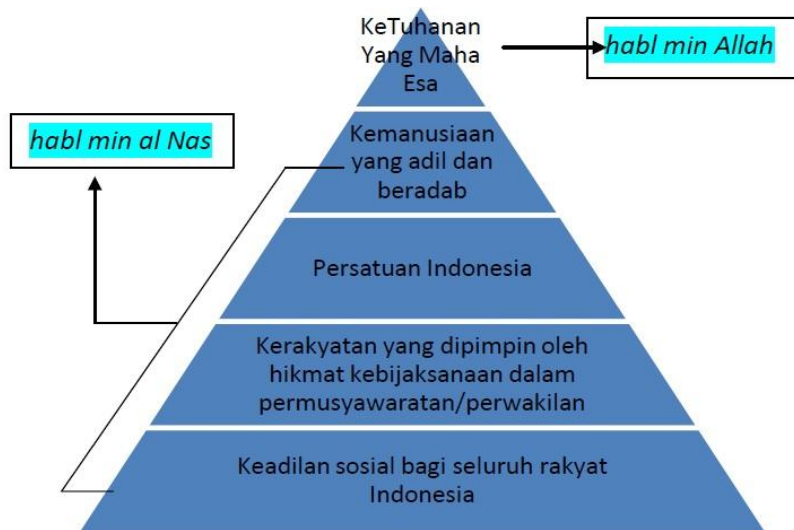 KeTuhanan
Yang Maha
Esa
habl min Allah
habl min al Nas
Kemanusiaan
yang adil dan
beradab
Persatuan Indonesia
Kerakyatan yang dipimpin oleh
hikmat kebijaksanaan dalam
permusyawaratan/perwakilan
Keadilan sosial bagi seluruh rakyat
Indonesia